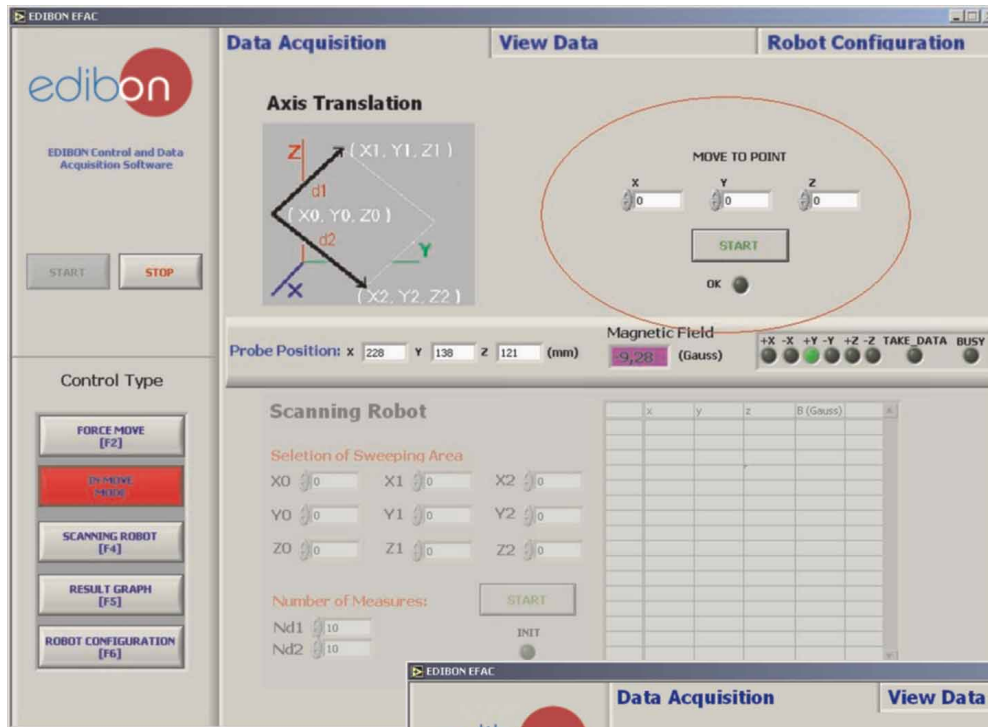 EDIBON EFAC
Data Acquisition
View Data
Robot Configuration
edibon
EDIBON Control and Data
Acquisition Software
START
STOP
Axis Translation
Z
(X1, Y1, Z1)
d1
(X0, Y0, Z0)
d2
Y
X
(X2, Y2, Z2)
MOVE TO POINT
X Y Z
0 0 0
START
OK
Probe Position: X 228 Y 138 Z 121 (mm)
Magnetic Field
-9,28 (Gauss)
+X -X +Y -Y +Z -Z TAKE_DATA BUSY
Control Type
FORCE MOVE
[F2]
IN MOVE
MODE
SCANNING ROBOT
[F4]
RESULT GRAPH
[F5]
ROBOT CONFIGURATION
[F6]
Scanning Robot
Seletion of Sweeping Area
X0 0 X1 0 X2 0
Y0 0 Y1 0 Y2 0
Z0 0 Z1 0 Z2 0
Number of Measures:
Nd1 10
Nd2 10
START
INIT
x y z B (Gauss)
EDIBON EFAC
Data Acquisition
View Data